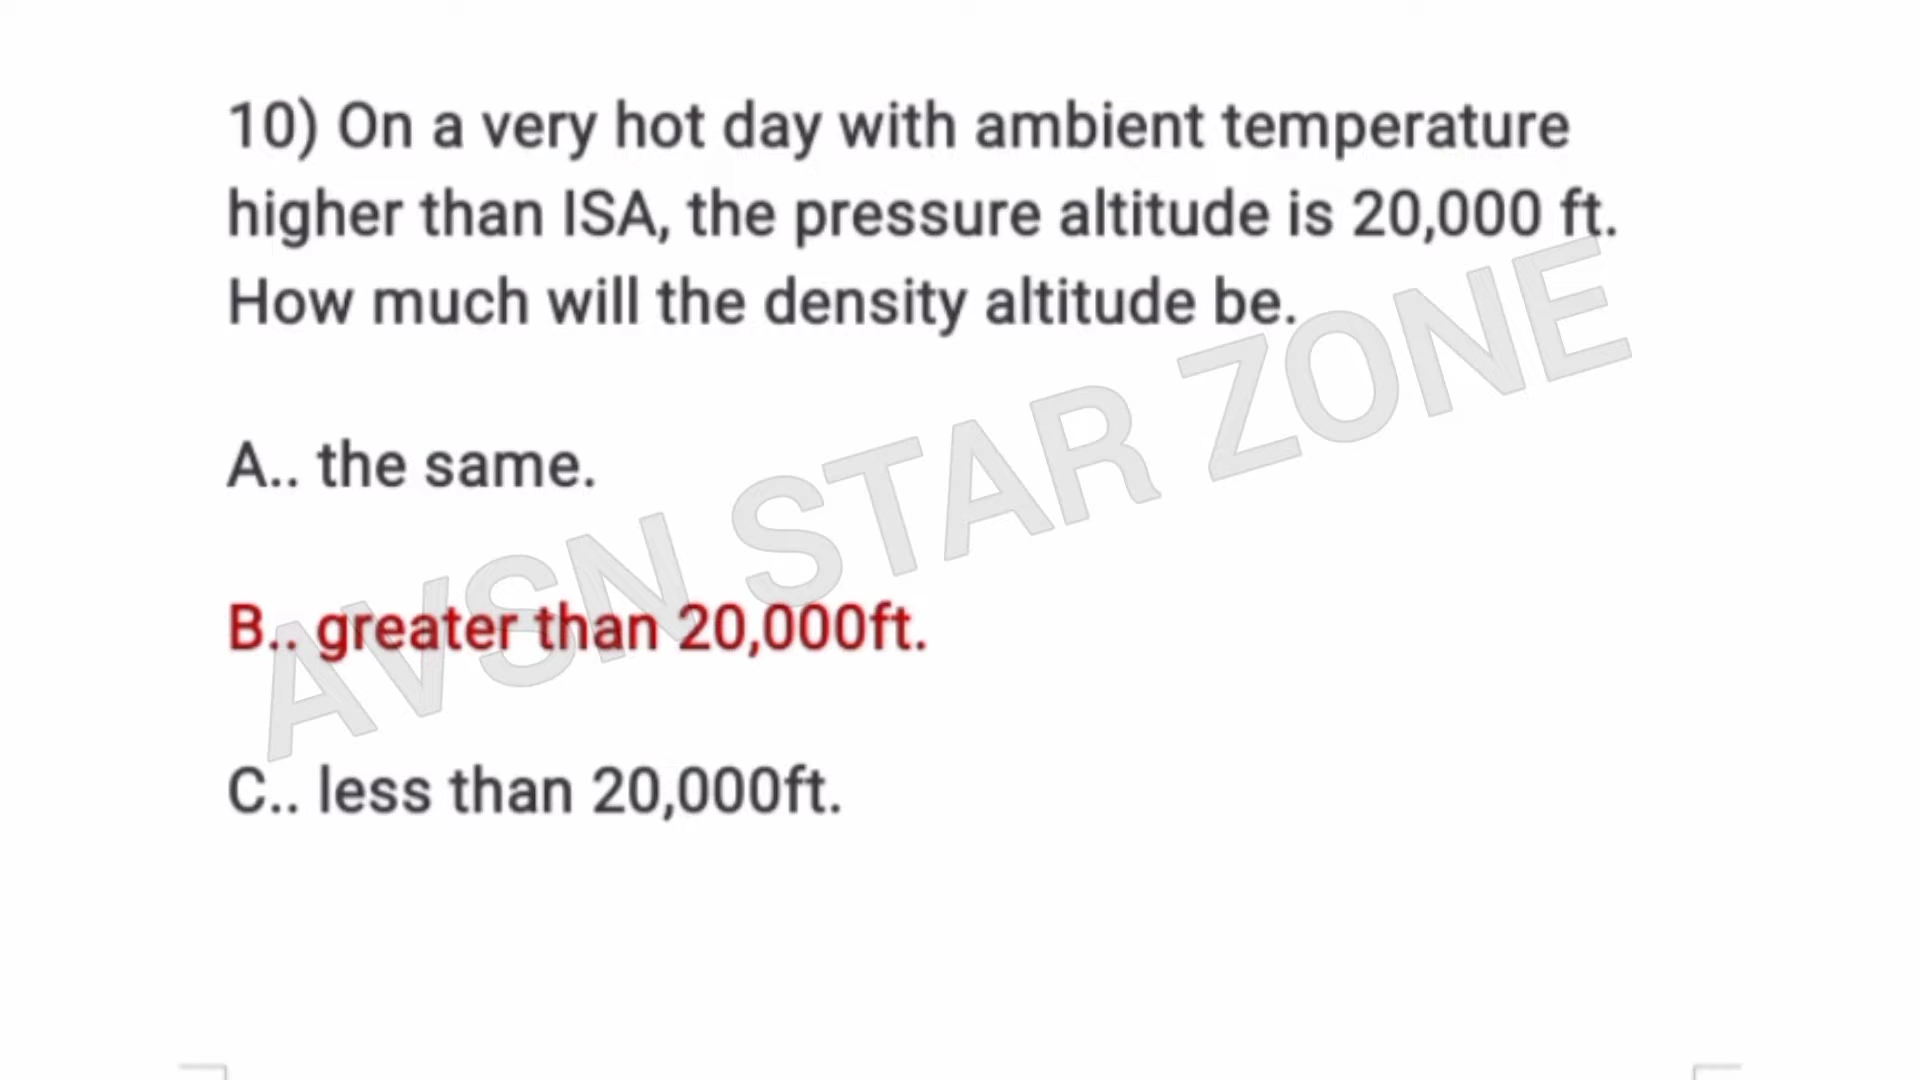 10) On a very hot day with ambient temperature
higher than ISA, the pressure altitude is 20,000 ft.
How much will the density altitude be.
A.. the same.
B.. greater than 20,000ft.
C.. less than 20,000ft.
AVSN STAR ZONE